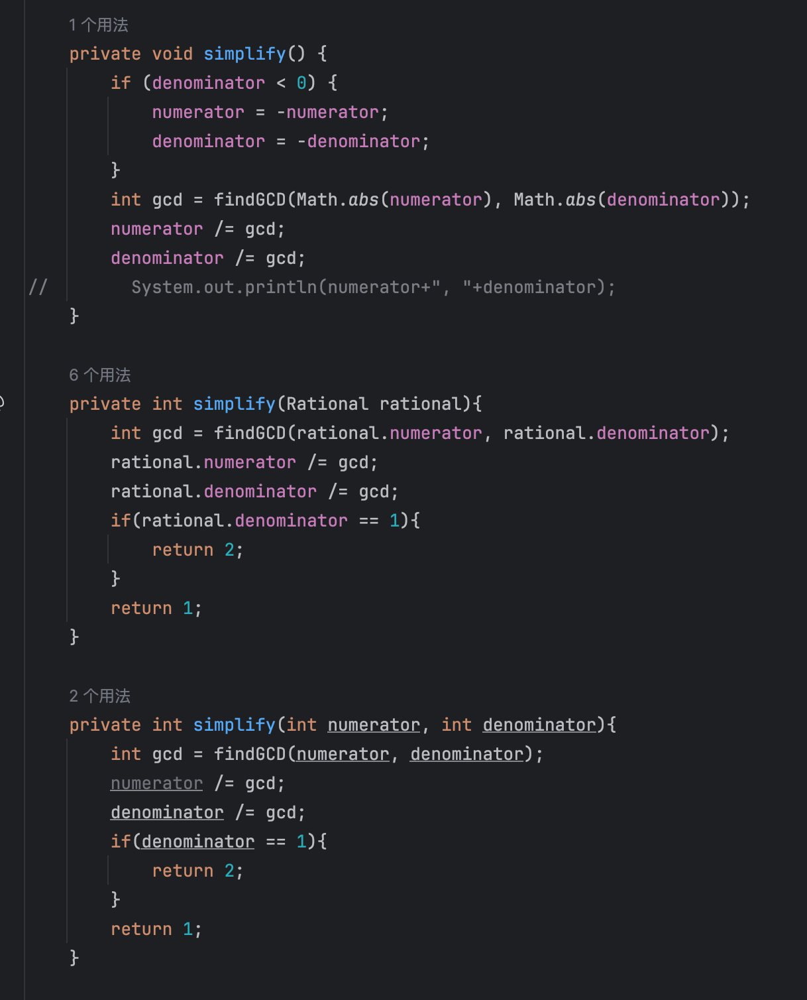 1 个用法
private void simplify() {
if (denominator < 0) {
numerator = -numerator;
denominator = -denominator;
}
int gcd = findGCD(Math.abs(numerator), Math.abs(denominator));
numerator /= gcd;
denominator /= gcd;
// System.out.println(numerator+", "+denominator);
}
6 个用法
private int simplify(Rational rational){
int gcd = findGCD(rational.numerator, rational.denominator);
rational.numerator /= gcd;
rational.denominator /= gcd;
if(rational.denominator == 1){
return 2;
}
return 1;
}
2 个用法
private int simplify(int numerator, int denominator){
int gcd = findGCD(numerator, denominator);
numerator /= gcd;
denominator /= gcd;
if(denominator == 1){
return 2;
}
return 1;
}